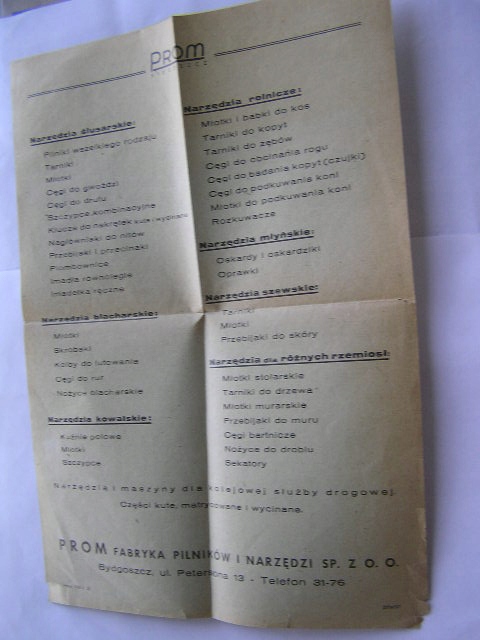 PROM
Narzędzia ślusarskie:
Pilniki wszelkiego rodzaju
Tarniki
Młotki
Cęgi do gwoździ
Cęgi do drutu
Szczypce kombinacyjne
Klucze do nakrętek kute i wycinane
Nagłówniaki do nitów
Przebijaki i przecinaki
Plombownice
Imadła równoległe
Imadełka ręczne
Narzędzia blacharskie:
Młotki
Skrobaki
Kolby do lutowania
Cęgi do rur
Nożyce blacharskie
Narzędzia kowalskie:
Kuźnie polowe
Młotki
Szczypce
Narzędzia rolnicze:
Młotki i babki do kos
Tarniki do kopyt
Tarniki do zębów
Cęgi do obcinania rogu
Cęgi do badania kopyt (czujki)
Cęgi do podkuwania koni
Młotki do podkuwania koni
Rozkuwacze
Narzędzia młyńskie:
Oskardy i oskardziki
Oprawki
Narzędzia szewskie:
Tarniki
Młotki
Przebijaki do skóry
Narzędzia dla różnych rzemiosł:
Młotki stolarskie
Tarniki do drzewa
Młotki murarskie
Przebijaki do muru
Cęgi bartnicze
Nożyce do drobiu
Sekatory
Narzędzia i maszyny dla kolejowej służby drogowej.
Części kute, matrycowane i wycinane.
PROM FABRYKA PILNIKÓW I NARZĘDZI SP. Z O. O.
Bydgoszcz, ul. Petersona 13 - Telefon 31-76